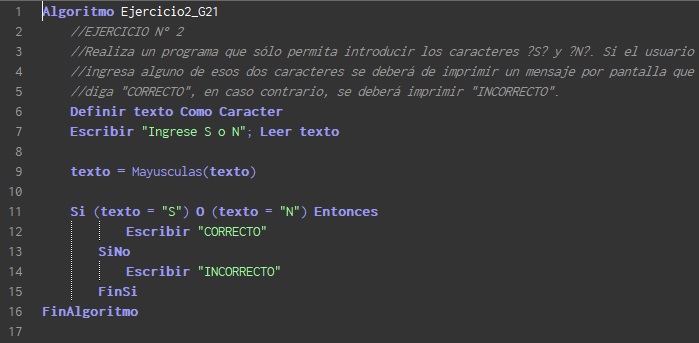 1 Algoritmo Ejercicio2_G21
2 //EJERCICIO Nº 2
3 //Realiza un programa que sólo permita introducir los caracteres ?S? y ?N?. Si el usuario
4 //ingresa alguno de esos dos caracteres se deberá de imprimir un mensaje por pantalla que
5 //diga "CORRECTO", en caso contrario, se deberá imprimir "INCORRECTO".
6 Definir texto Como Caracter
7 Escribir "Ingrese S o N"; Leer texto
8
9 texto = Mayusculas(texto)
10
11 Si (texto = "S") O (texto = "N") Entonces
12 Escribir "CORRECTO"
13 SiNo
14 Escribir "INCORRECTO"
15 FinSi
16 FinAlgoritmo
17